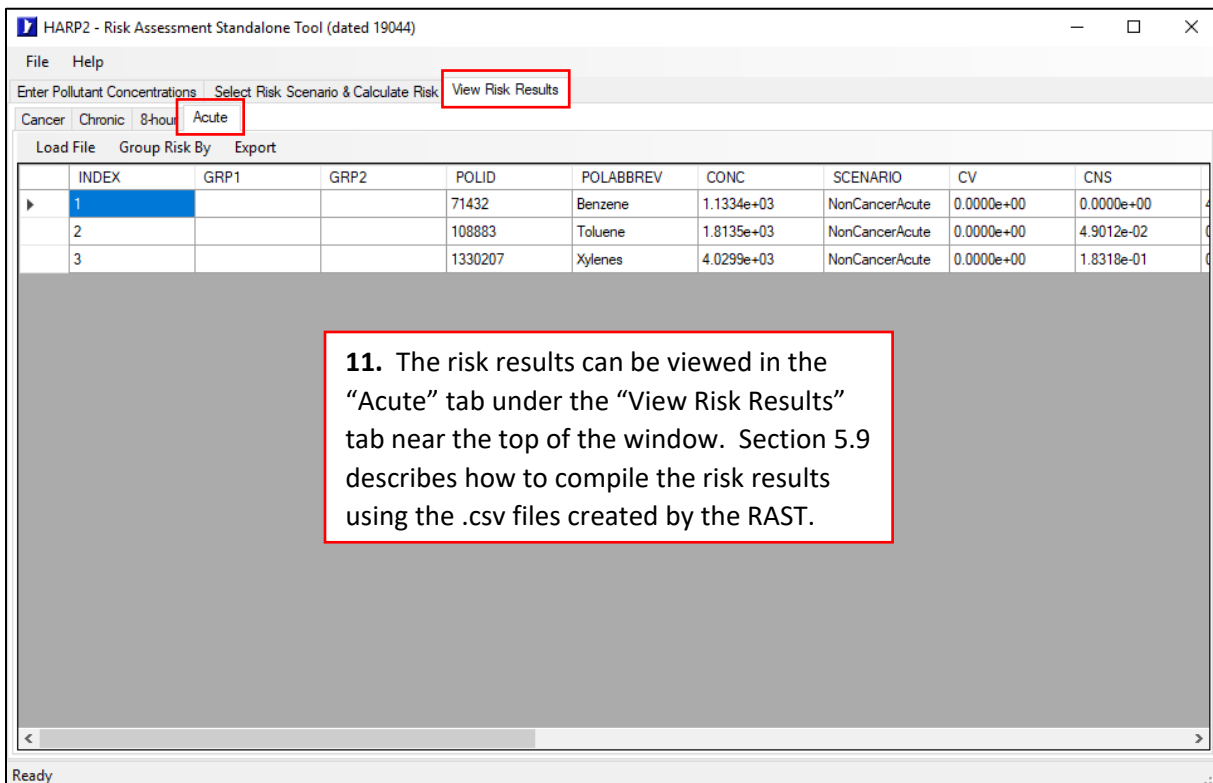 HARP2 - Risk Assessment Standalone Tool (dated 19044)
File Help
Enter Pollutant Concentrations Select Risk Scenario & Calculate Risk View Risk Results
Cancer Chronic 8-hour Acute
Load File Group Risk By Export
INDEX GRP1 GRP2 POLID POLABBREV CONC SCENARIO CV CNS
1 71432 Benzene 1.1334e+03 NonCancerAcute 0.0000e+00 0.0000e+00
2 108883 Toluene 1.8135e+03 NonCancerAcute 0.0000e+00 4.9012e-02
3 1330207 Xylenes 4.0299e+03 NonCancerAcute 0.0000e+00 1.8318e-01
11. The risk results can be viewed in the
“Acute” tab under the “View Risk Results”
tab near the top of the window. Section 5.9
describes how to compile the risk results
using the .csv files created by the RAST.
Ready